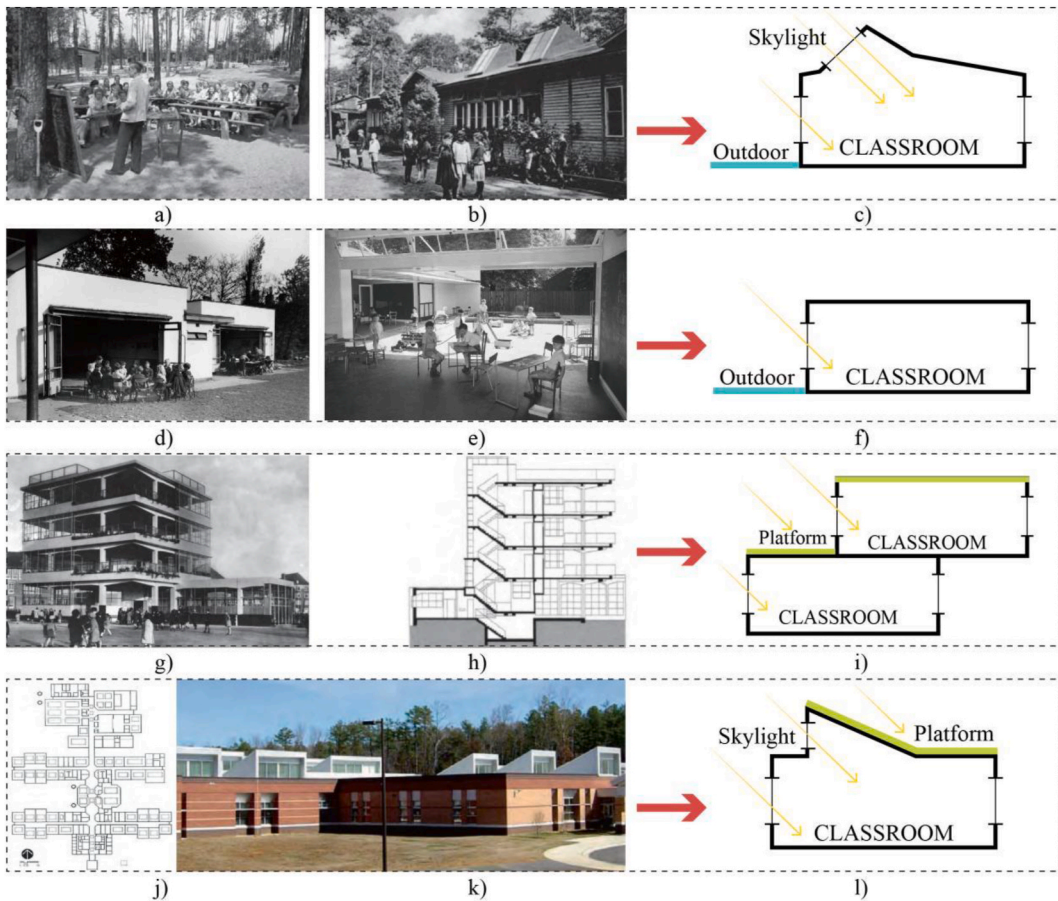 Skylight
CLASSROOM
Outdoor
a)
b)
c)
Outdoor
CLASSROOM
d)
e)
f)
Platform
CLASSROOM
CLASSROOM
g)
h)
i)
Skylight
Platform
CLASSROOM
j)
k)
l)